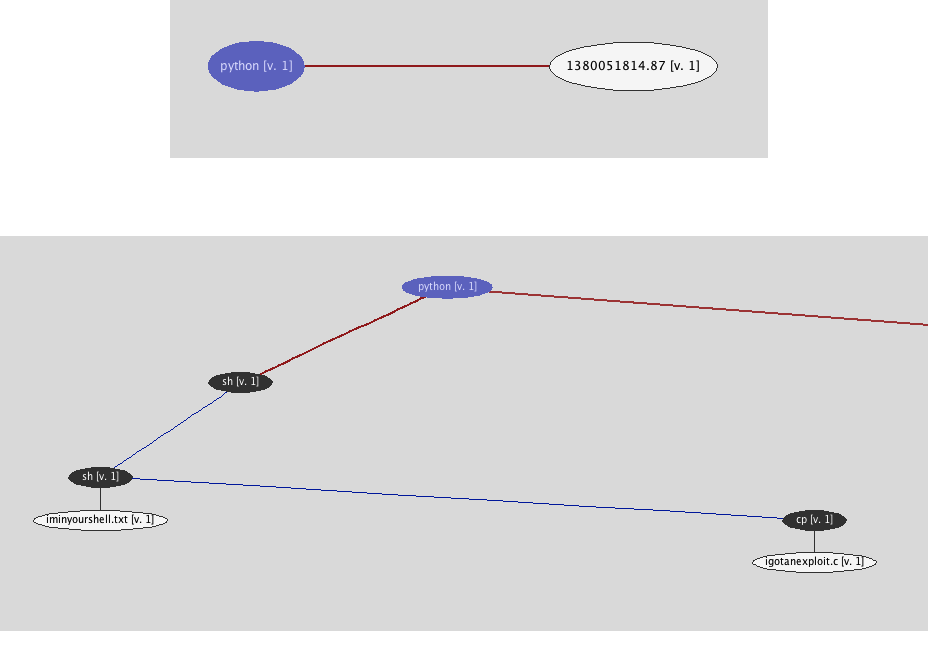 python [v. 1]
1380051814.87 [v. 1]
python [v. 1]
sh [v. 1]
sh [v. 1]
iminyourshell.txt [v. 1]
cp [v. 1]
igotanexploit.c [v. 1]